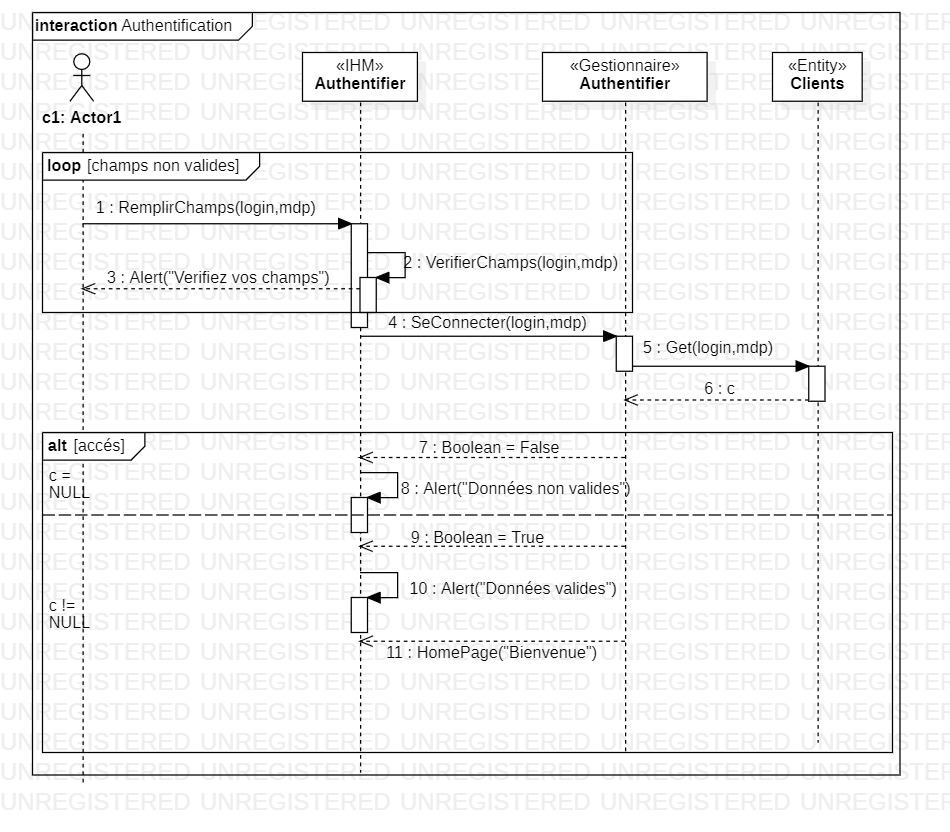 interaction Authentification
«IHM»
Authentifier
«Gestionnaire»
Authentifier
«Entity»
Clients
c1: Actor1
loop [champs non valides]
1 : RemplirChamps(login,mdp)
2 : VerifierChamps(login,mdp)
3 : Alert("Verifiez vos champs")
4 : SeConnecter(login,mdp)
5 : Get(login,mdp)
6 : c
alt [accés]
7 : Boolean = False
c =
NULL
8 : Alert("Données non valides")
9 : Boolean = True
10 : Alert("Données valides")
c !=
NULL
11 : HomePage("Bienvenue")
UNREGISTERED